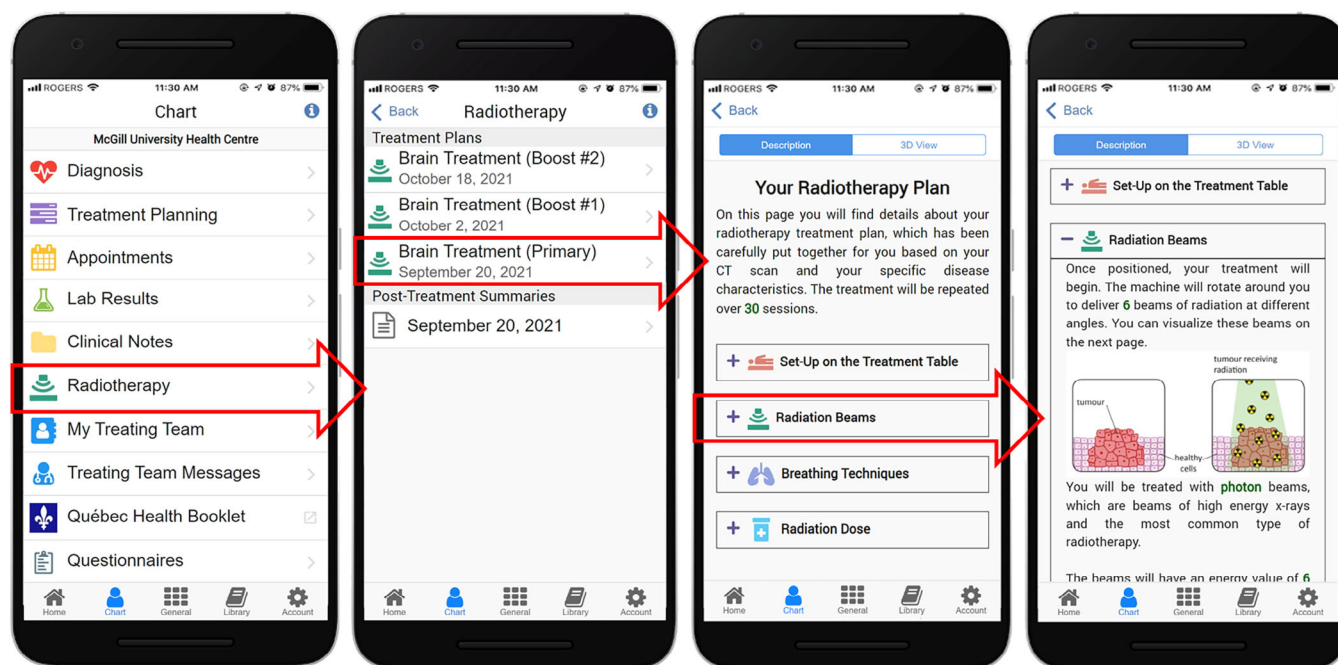 ROGERS 11:30 AM 87%
Chart
McGill University Health Centre
Diagnosis
Treatment Planning
Appointments
Lab Results
Clinical Notes
Radiotherapy
My Treating Team
Treating Team Messages
Québec Health Booklet
Questionnaires
Home Chart General Library Account
ROGERS 11:30 AM 87%
Back Radiotherapy
Treatment Plans
Brain Treatment (Boost #2)
October 18, 2021
Brain Treatment (Boost #1)
October 2, 2021
Brain Treatment (Primary)
September 20, 2021
Post-Treatment Summaries
September 20, 2021
Home Chart General Library Account
ROGERS 11:30 AM 87%
Back
Description 3D View
Your Radiotherapy Plan
On this page you will find details about your
radiotherapy treatment plan, which has been
carefully put together for you based on your
CT scan and your specific disease
characteristics. The treatment will be repeated
over 30 sessions.
+ Set-Up on the Treatment Table
+ Radiation Beams
+ Breathing Techniques
+ Radiation Dose
Home Chart General Library Account
ROGERS 11:30 AM 87%
Back
Description 3D View
+ Set-Up on the Treatment Table
− Radiation Beams
Once positioned, your treatment will
begin. The machine will rotate around you
to deliver 6 beams of radiation at different
angles. You can visualize these beams on
the next page.
tumour receiving
radiation
tumour
healthy
cells
You will be treated with photon beams,
which are beams of high energy x-rays
and the most common type of
radiotherapy.
The beams will have an energy value of 6
Home Chart General Library Account